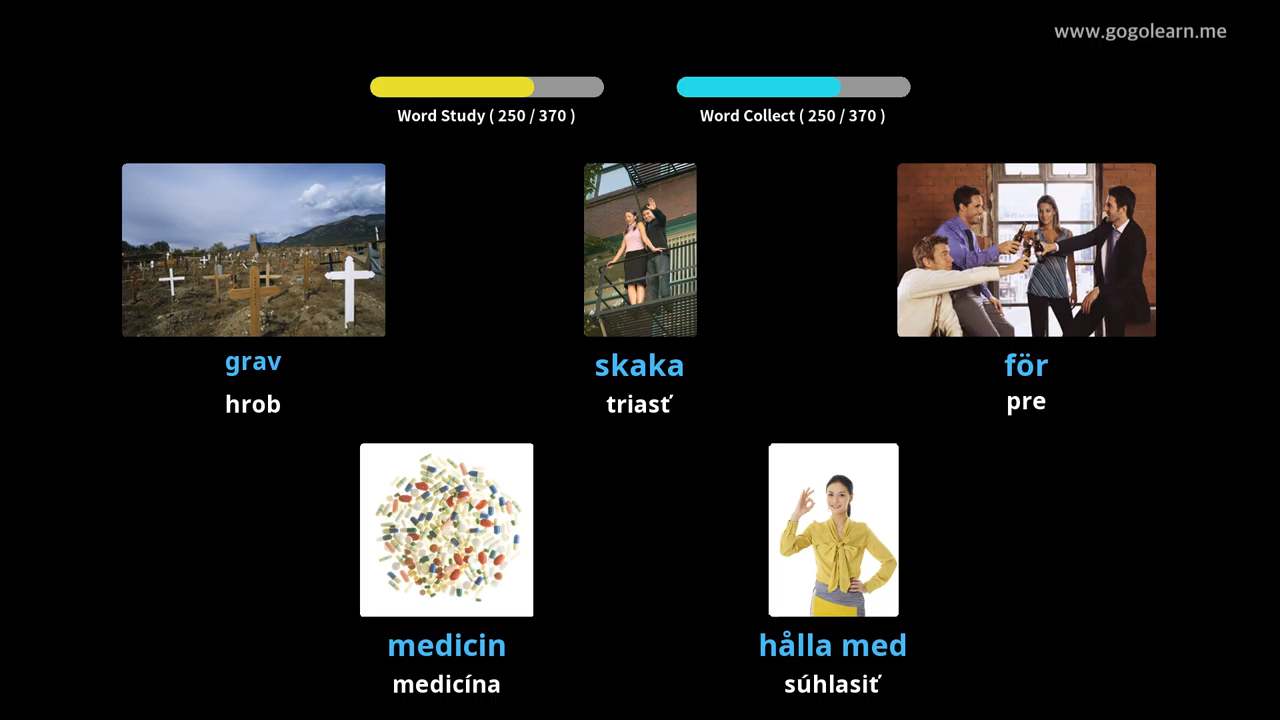 www.gogolearn.me
Word Study ( 250 / 370 )
Word Collect ( 250 / 370 )
grav
hrob
skaka
triasť
för
pre
medicin
medicína
hålla med
súhlasiť